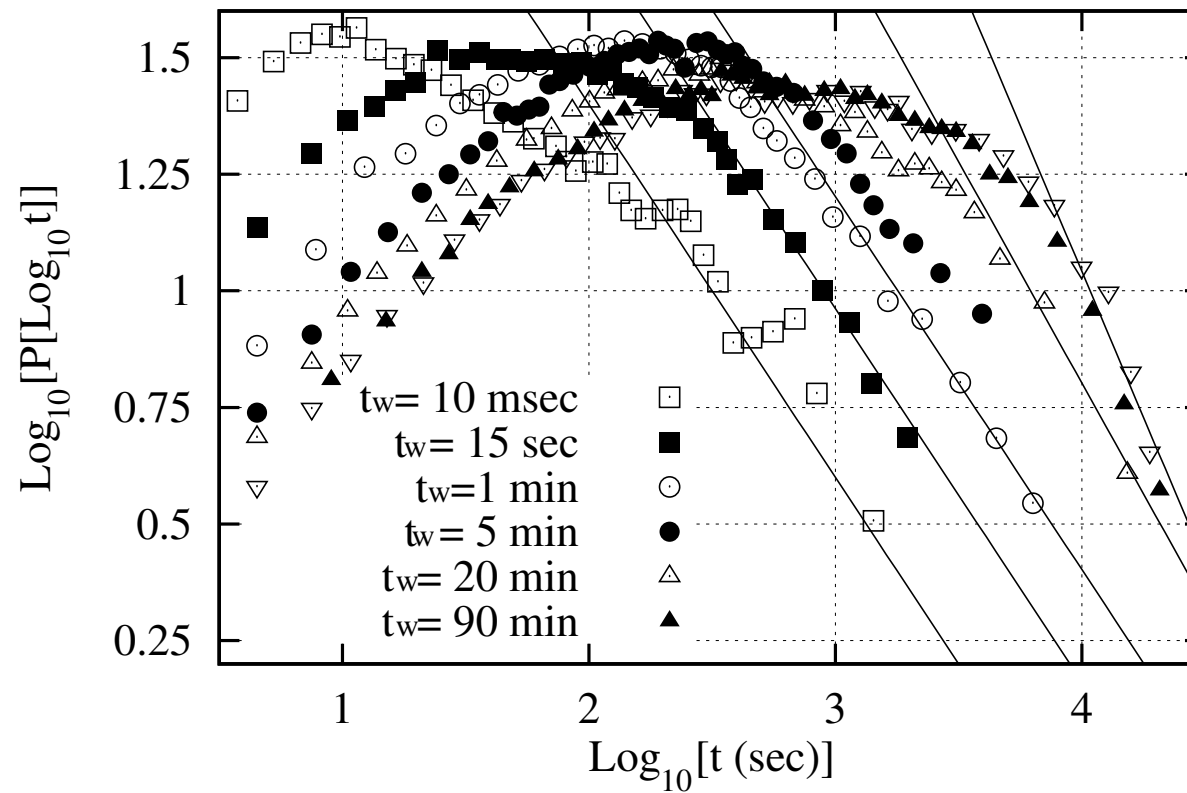 Log10[P[Log10t]]
1.5
1.25
1
0.75
0.5
0.25
tw= 10 msec
tw= 15 sec
tw=1 min
tw= 5 min
tw= 20 min
tw= 90 min
1 2 3 4
Log10[t (sec)]